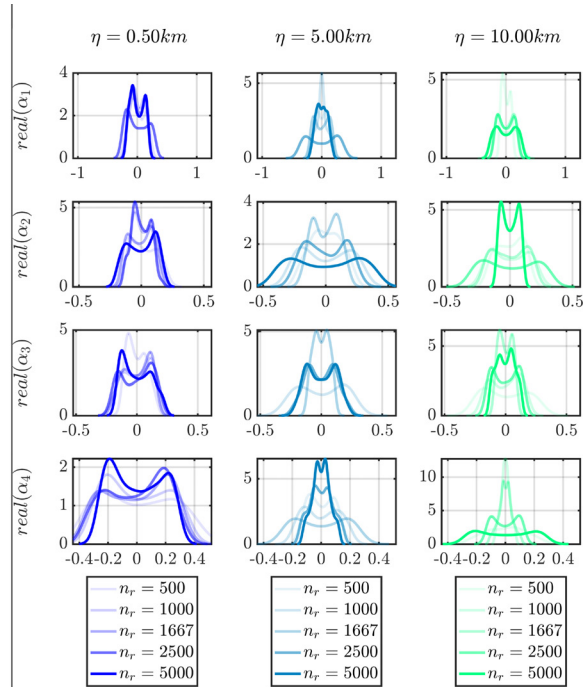 η = 0.50km η = 5.00km η = 10.00km
real(α1)
4
2
0
-1 0 1
5
0
-1 0 1
5
0
-1 0 1
real(α2)
5
0
-0.5 0 0.5
4
2
0
-0.5 0 0.5
5
0
-0.5 0 0.5
real(α3)
5
0
-0.5 0 0.5
5
0
-0.5 0 0.5
5
0
-0.5 0 0.5
real(α4)
2
1
0
-0.4 -0.2 0 0.2 0.4
5
0
-0.4 -0.2 0 0.2 0.4
10
5
0
-0.4 -0.2 0 0.2 0.4
nr = 500
nr = 1000
nr = 1667
nr = 2500
nr = 5000
nr = 500
nr = 1000
nr = 1667
nr = 2500
nr = 5000
nr = 500
nr = 1000
nr = 1667
nr = 2500
nr = 5000